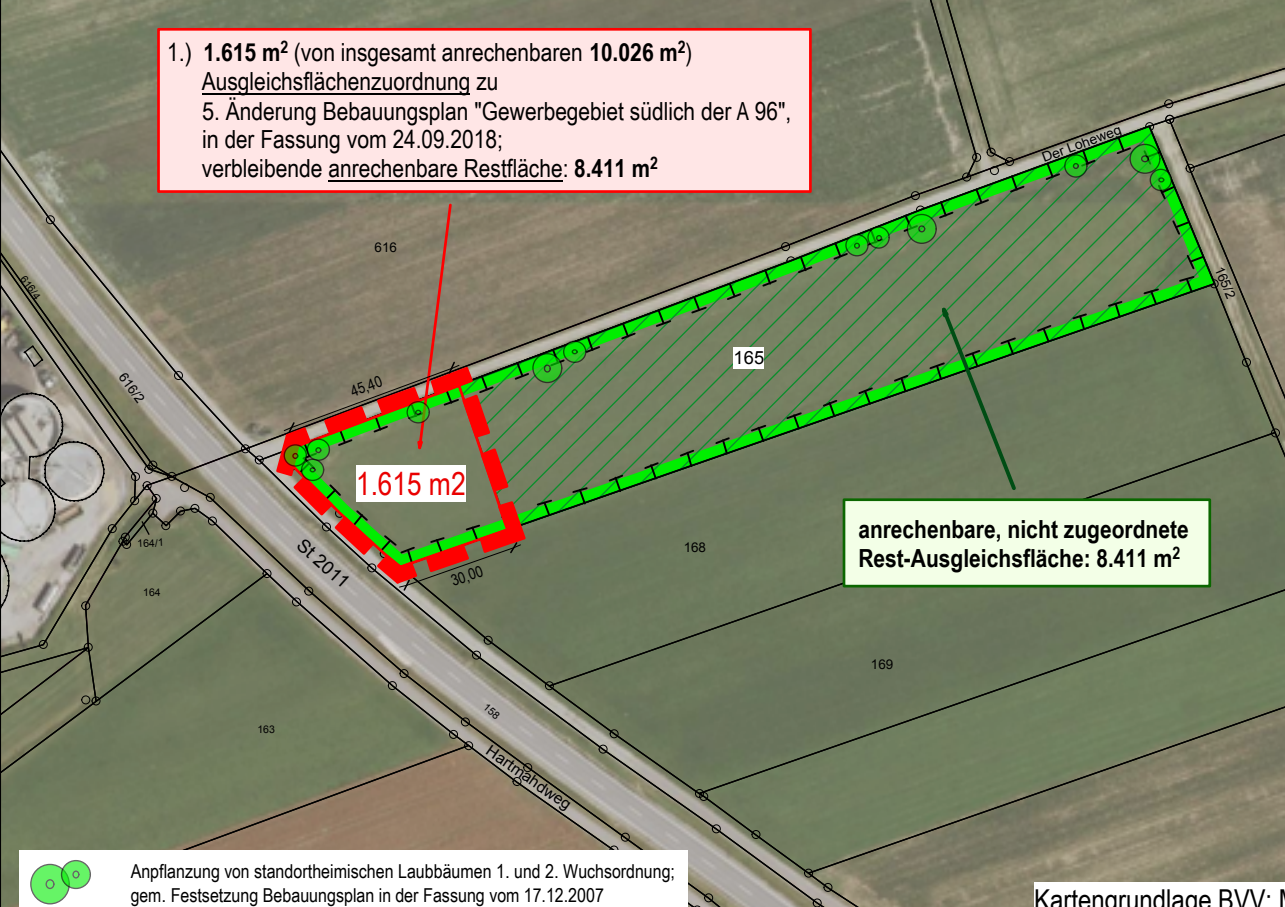 1.) 1.615 m² (von insgesamt anrechenbaren 10.026 m²)
Ausgleichsflächenzuordnung zu
5. Änderung Bebauungsplan "Gewerbegebiet südlich der A 96",
in der Fassung vom 24.09.2018;
verbleibende anrechenbare Restfläche: 8.411 m²
Der Loheweg
616
616/4
165/2
165
616/2
45,40
1.615 m2
anrechenbare, nicht zugeordnete
Rest-Ausgleichsfläche: 8.411 m²
164/1
St 2011
168
30,00
164
169
163
158
Hartmahdweg
Anpflanzung von standortheimischen Laubbäumen 1. und 2. Wuchsordnung;
gem. Festsetzung Bebauungsplan in der Fassung vom 17.12.2007
Kartengrundlage BVV;